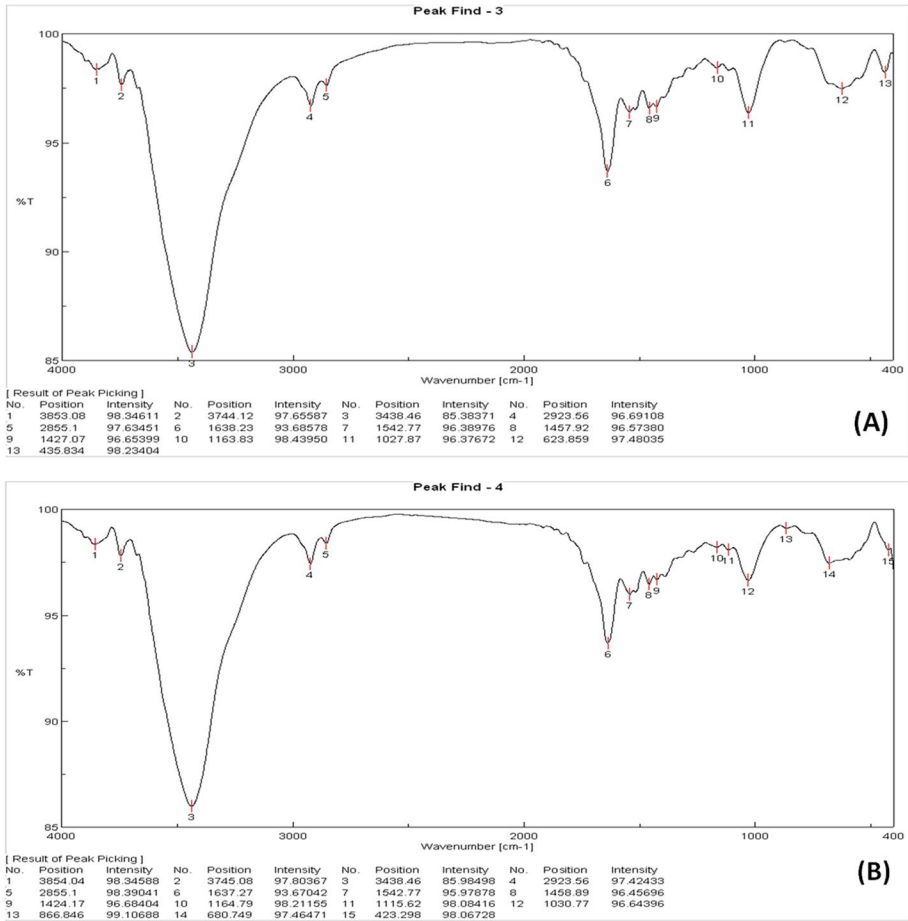 Peak Find - 3
100
95
%T
90
85
1
2
3
4
5
6
7
8
9
10
11
12
13
4000 3000 2000 1000 400
Wavenumber [cm-1]
[ Result of Peak Picking ]
No. Position Intensity No. Position Intensity No. Position Intensity No. Position Intensity
1 3853.08 98.34611 2 3744.12 97.65587 3 3438.46 85.38371 4 2923.56 96.69108
5 2855.1 97.63451 6 1638.23 93.68578 7 1542.77 96.38976 8 1457.92 96.57380
9 1427.07 96.65399 10 1163.83 98.43950 11 1027.87 96.37672 12 623.859 97.48035
13 435.834 98.23404
(A)
Peak Find - 4
100
95
%T
90
85
1
2
3
4
5
6
7
8
9
10
11
12
13
14
15
4000 3000 2000 1000 400
Wavenumber [cm-1]
[ Result of Peak Picking ]
No. Position Intensity No. Position Intensity No. Position Intensity No. Position Intensity
1 3854.04 98.34588 2 3745.08 97.80367 3 3438.46 85.98498 4 2923.56 97.42433
5 2855.1 98.39041 6 1637.27 93.67042 7 1542.77 95.97878 8 1458.89 96.45696
9 1424.17 96.68404 10 1164.79 98.21155 11 1115.62 98.08416 12 1030.77 96.64396
13 866.846 99.10688 14 680.749 97.46471 15 423.298 98.06728
(B)